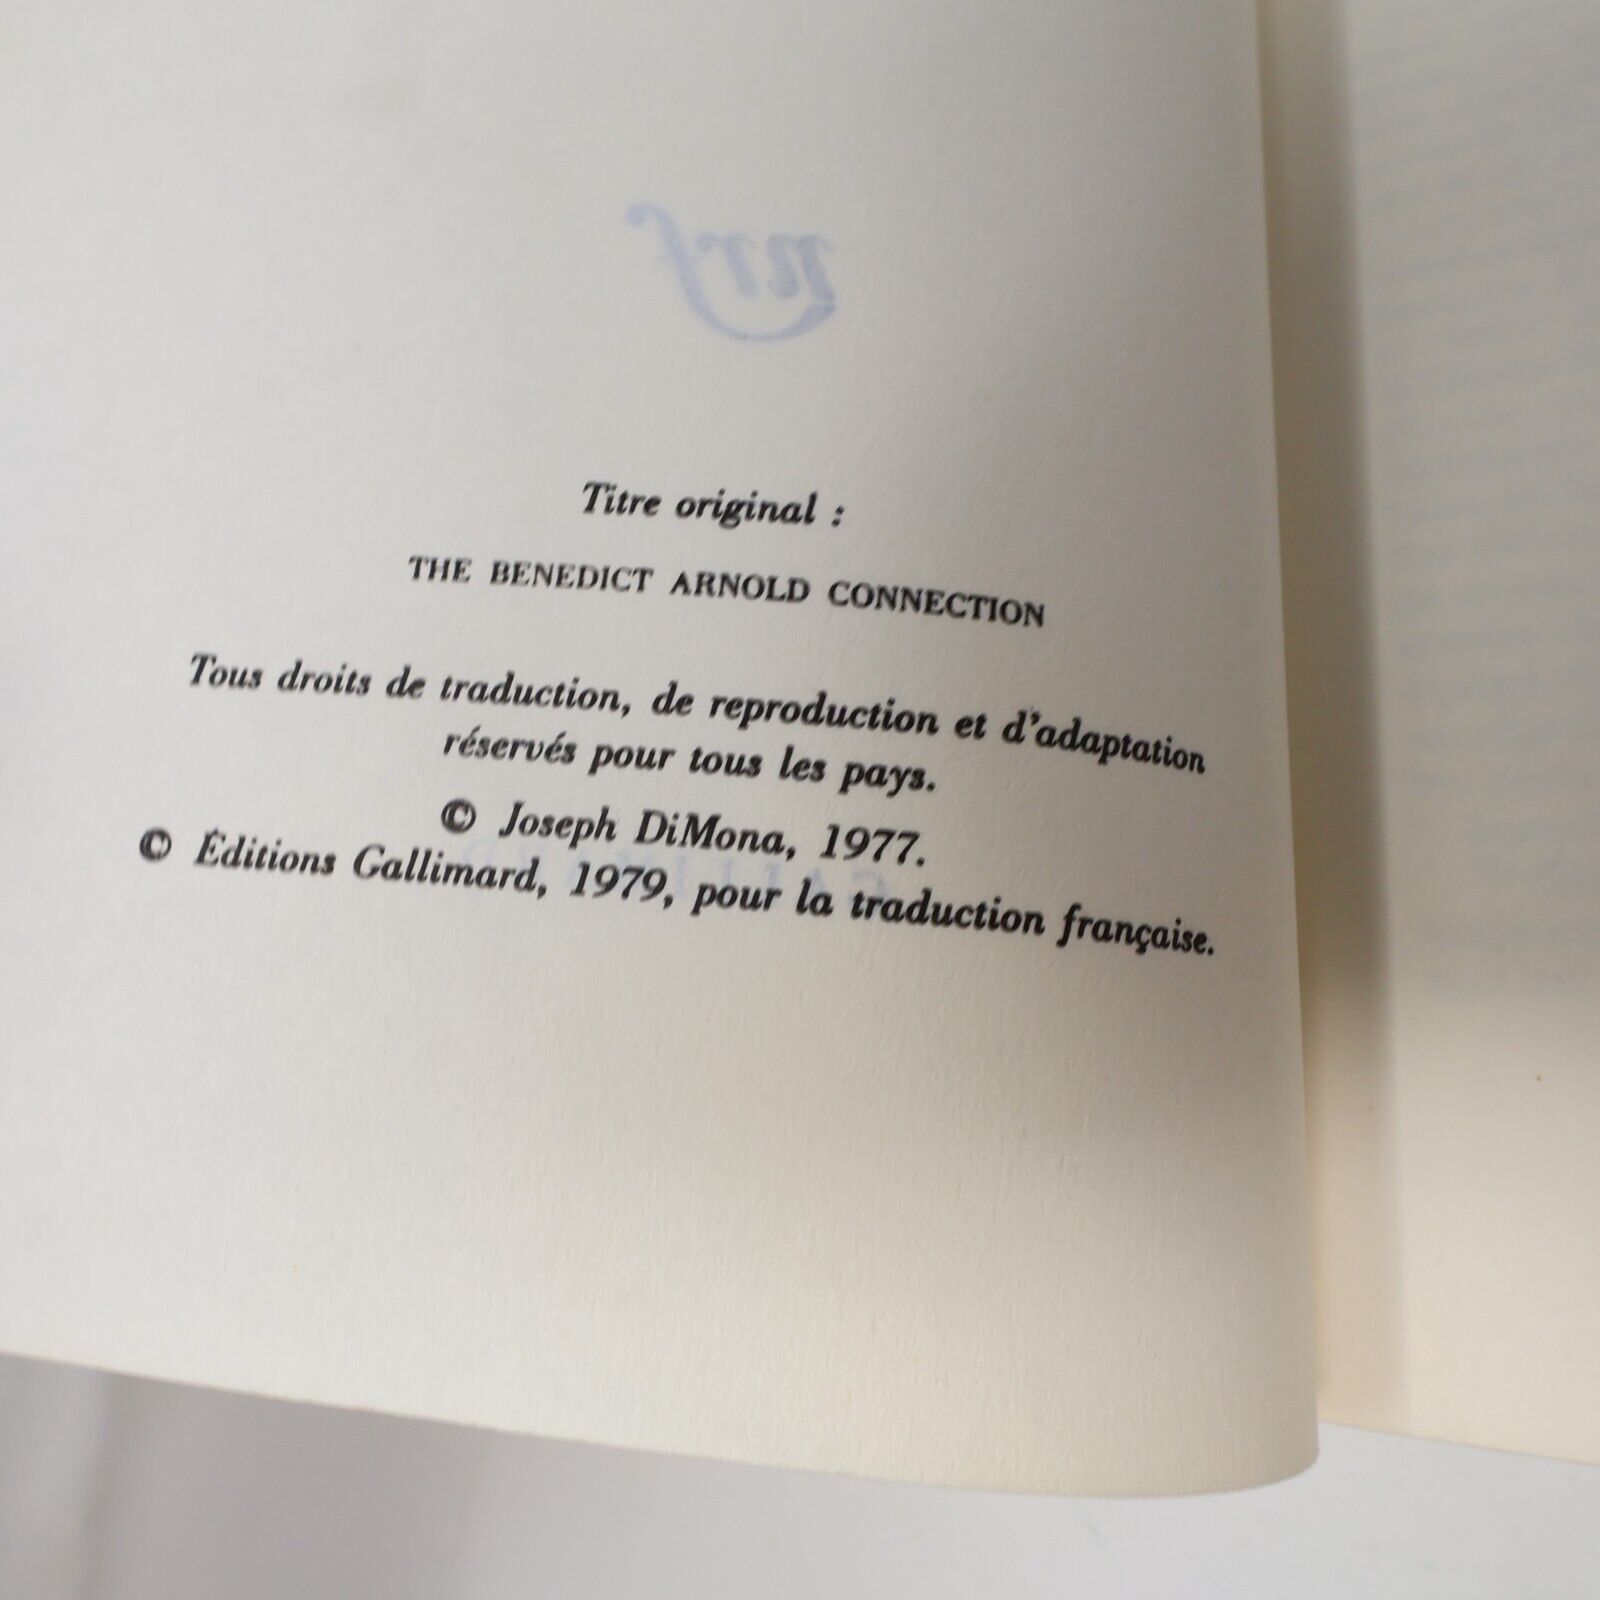 nrf
Titre original :
THE BENEDICT ARNOLD CONNECTION
Tous droits de traduction, de reproduction et d'adaptation
réservés pour tous les pays.
© Joseph DiMona, 1977.
© Éditions Gallimard, 1979, pour la traduction française.